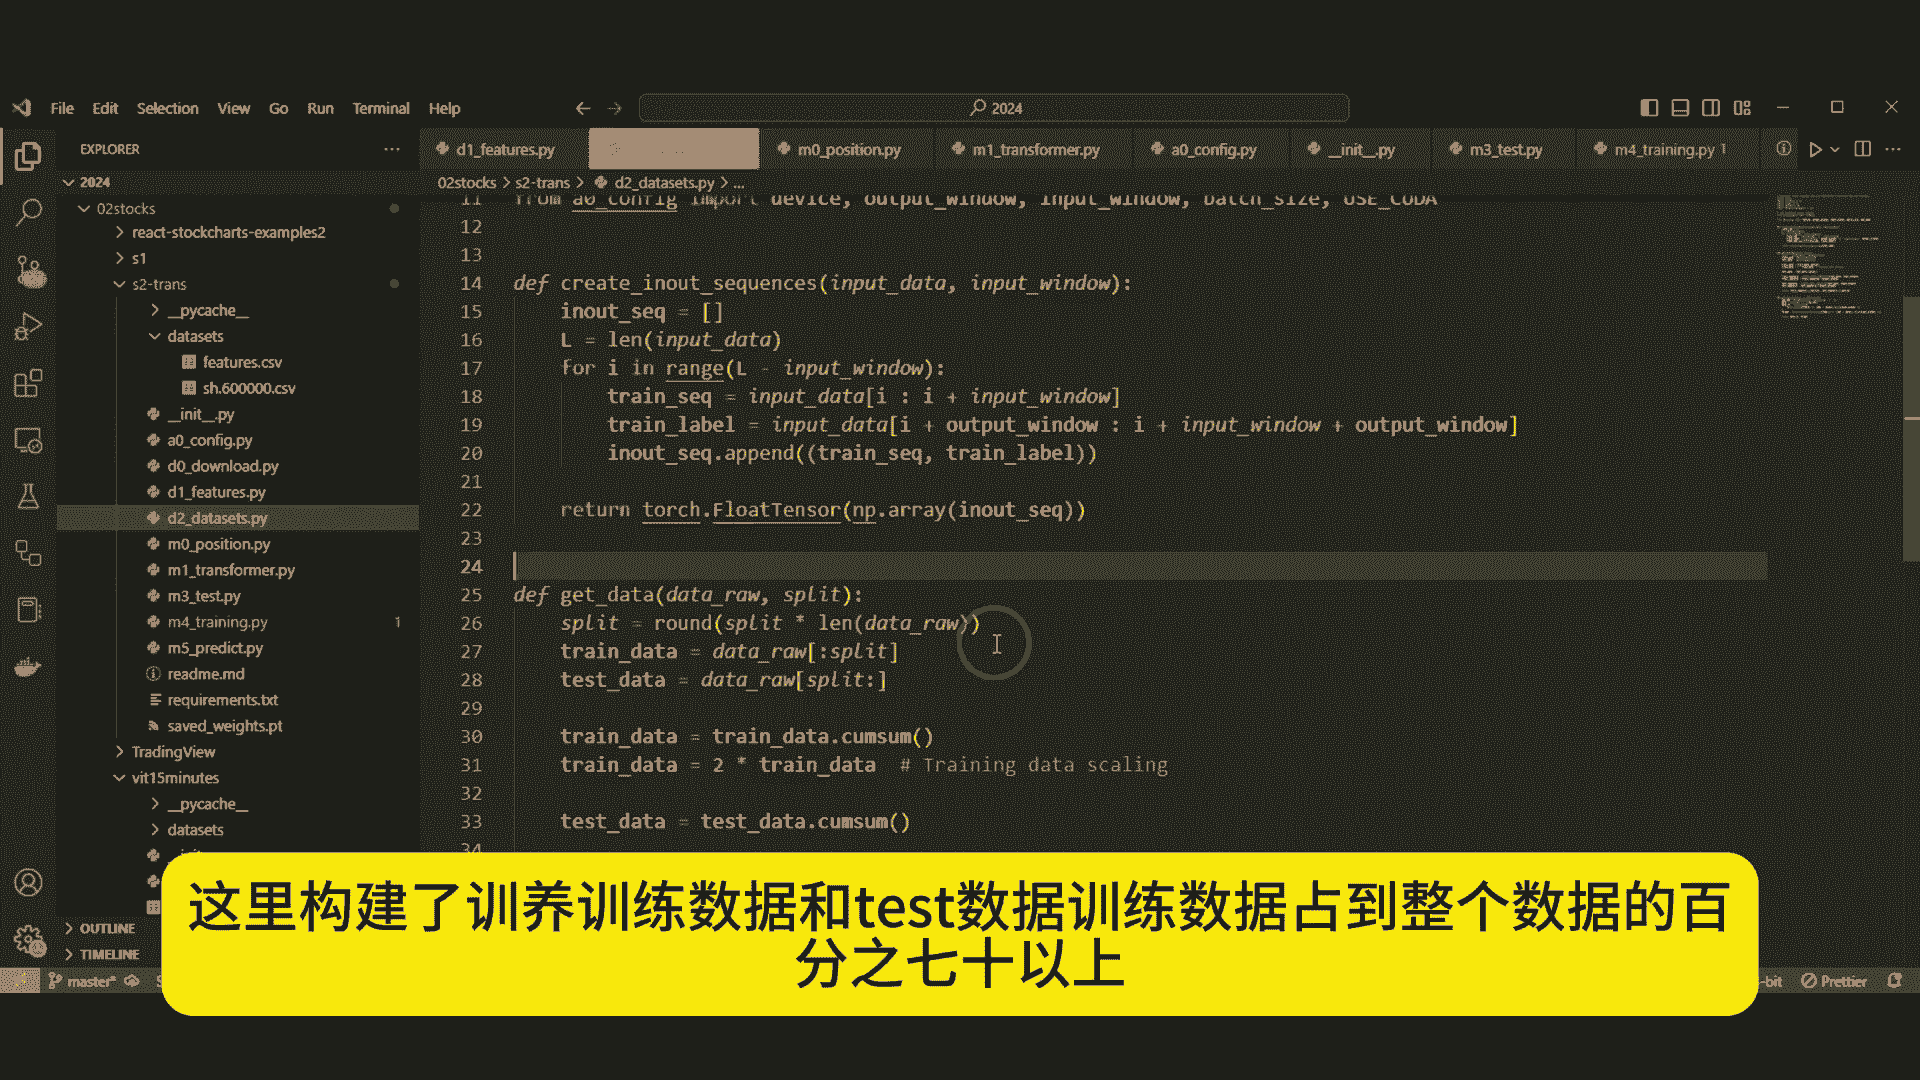 File Edit Selection View Go Run Terminal Help
2024
EXPLORER
d1_features.py
m0_position.py
m1_transformer.py
a0_config.py
__init__.py
m3_test.py
m4_training.py 1
2024
02stocks > s2-trans > d2_datasets.py > ...
02stocks
react-stockcharts-examples2
s1
s2-trans
__pycache__
datasets
features.csv
sh.600000.csv
__init__.py
a0_config.py
d0_download.py
d1_features.py
d2_datasets.py
m0_position.py
m1_transformer.py
m3_test.py
m4_training.py 1
m5_predict.py
readme.md
requirements.txt
saved_weights.pt
TradingView
vit15minutes
__pycache__
datasets
OUTLINE
TIMELINE
11 from a0_config import device, output_window, input_window, batch_size, USE_CUDA
12
13
14 def create_inout_sequences(input_data, input_window):
15 inout_seq = []
16 L = len(input_data)
17 for i in range(L - input_window):
18 train_seq = input_data[i : i + input_window]
19 train_label = input_data[i + output_window : i + input_window + output_window]
20 inout_seq.append((train_seq, train_label))
21
22 return torch.FloatTensor(np.array(inout_seq))
23
24
25 def get_data(data_raw, split):
26 split = round(split * len(data_raw))
27 train_data = data_raw[:split]
28 test_data = data_raw[split:]
29
30 train_data = train_data.cumsum()
31 train_data = 2 * train_data # Training data scaling
32
33 test_data = test_data.cumsum()
34
这里构建了训养训练数据和test数据训练数据占到整个数据的百
分之七十以上
master*
-bit Prettier